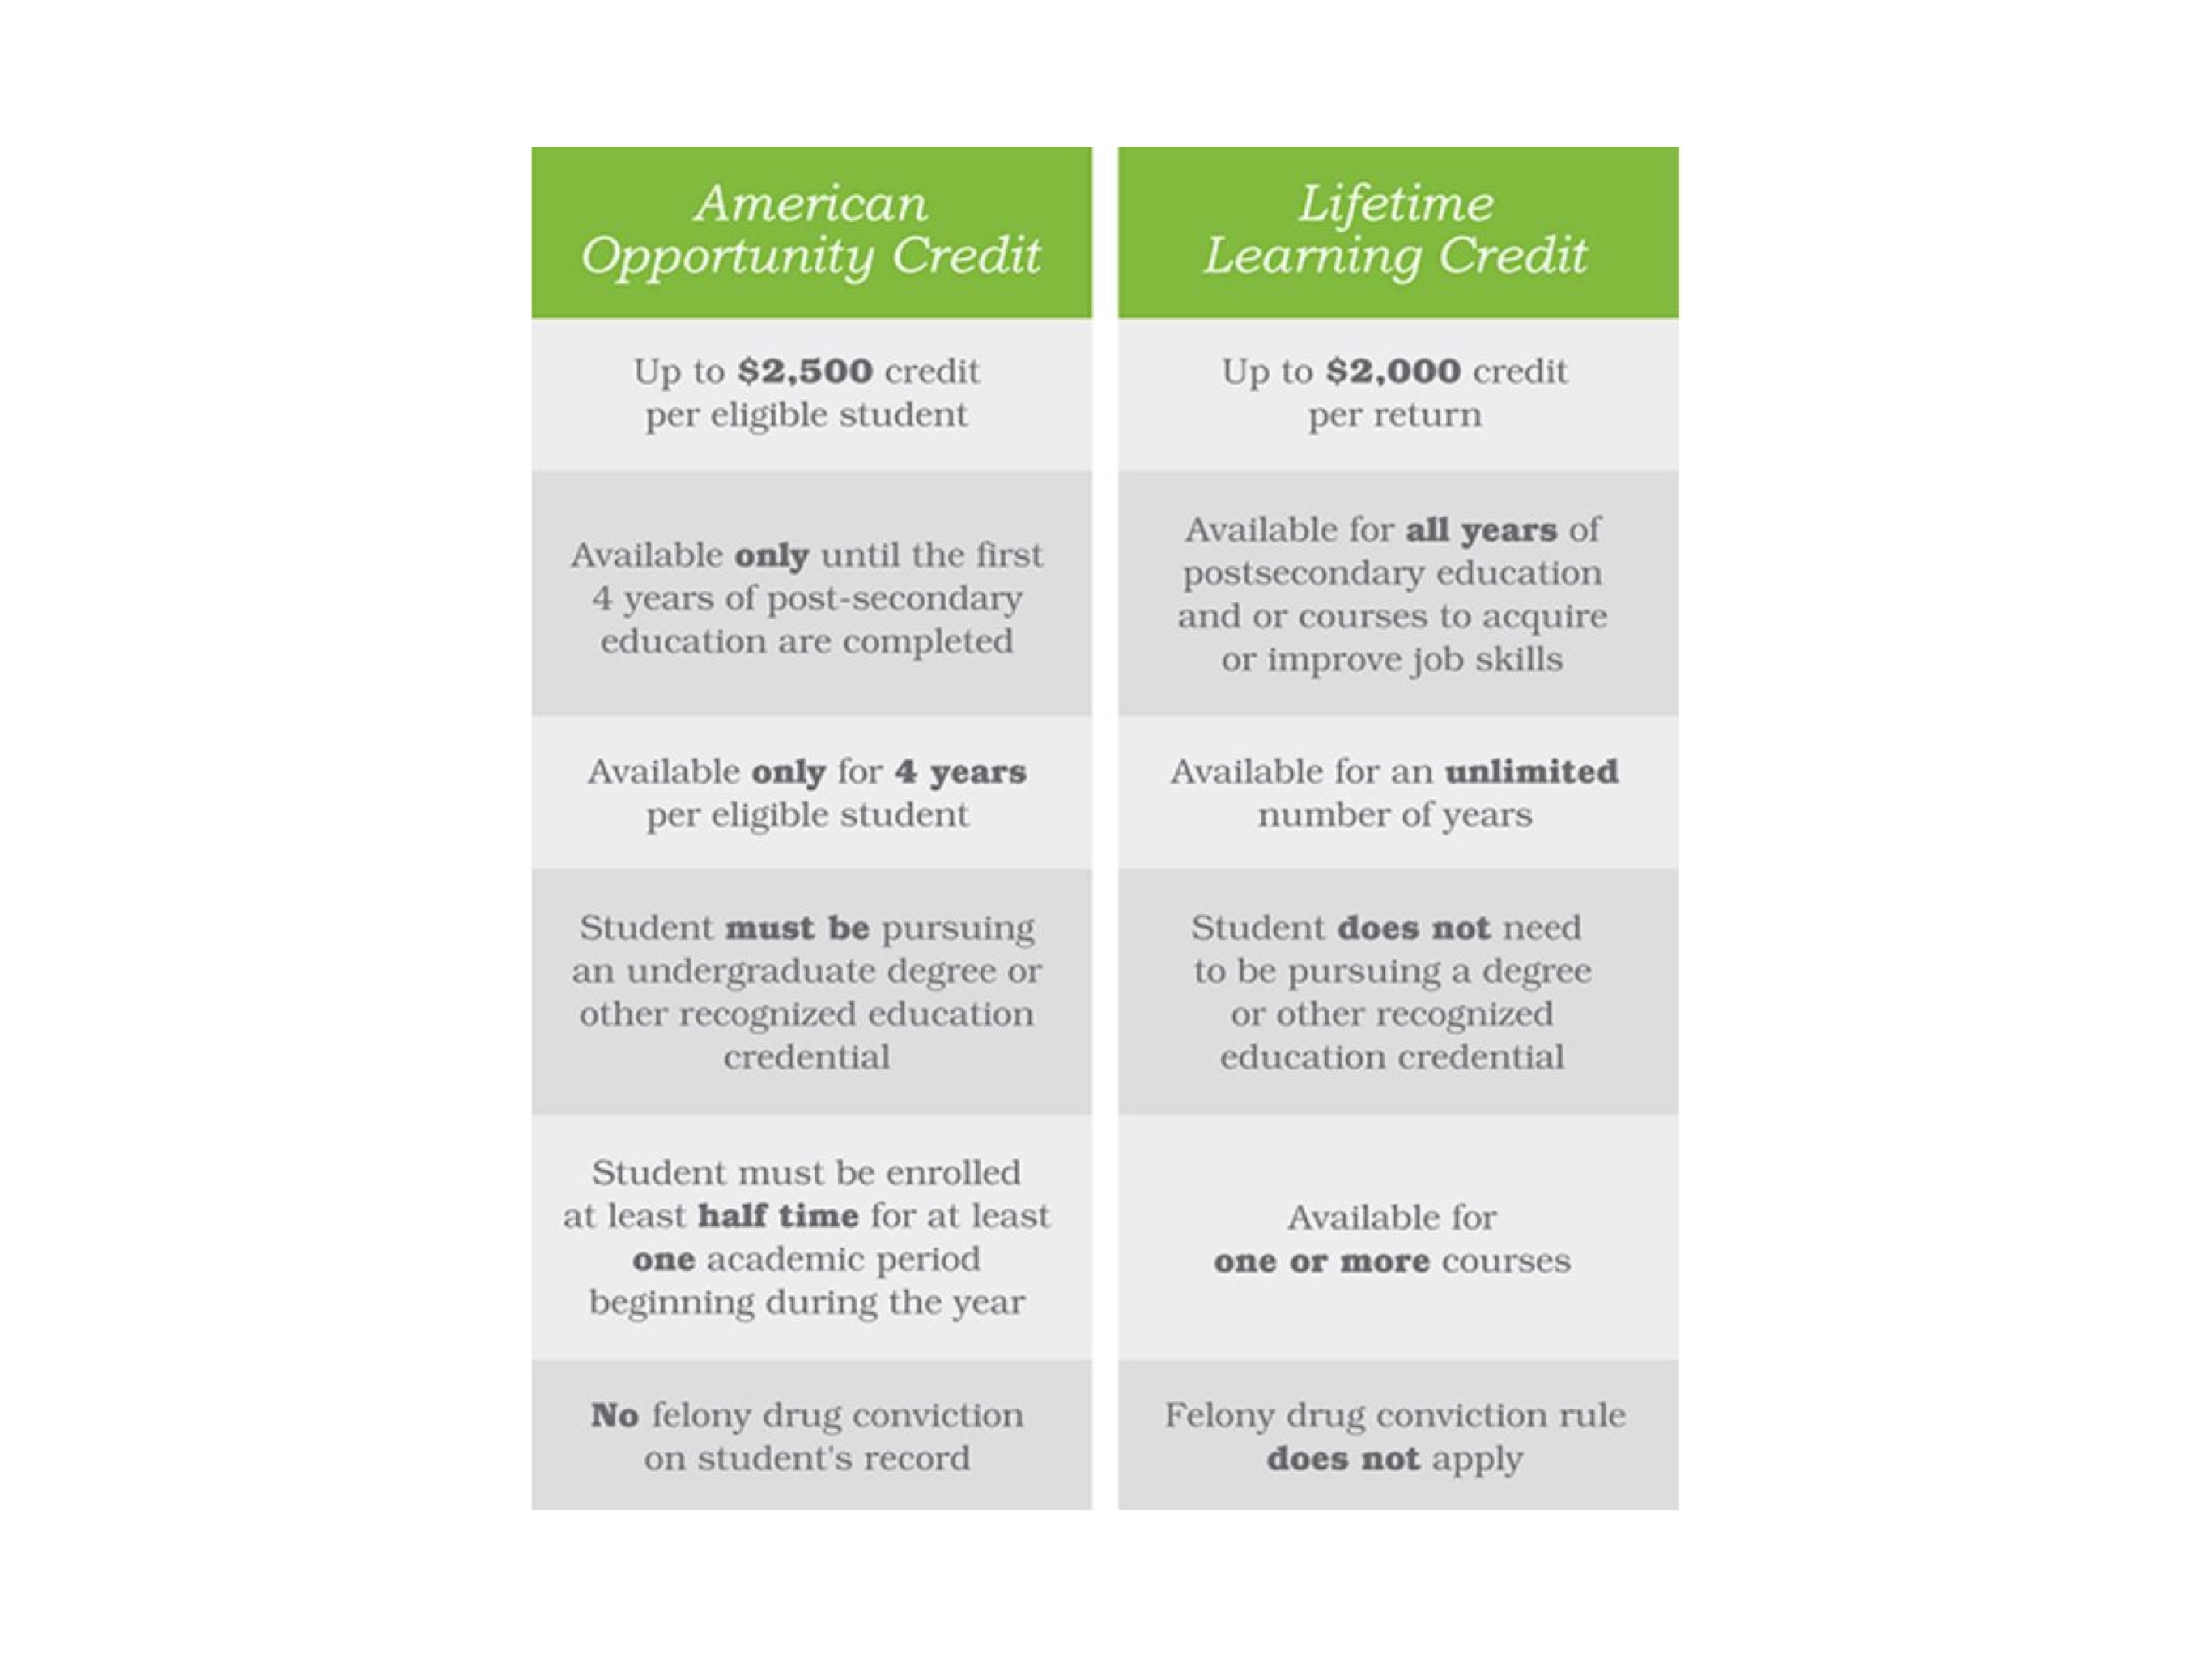 American
Opportunity Credit
Up to $2,500 credit
per eligible student
Available only until the first
4 years of post-secondary
education are completed
Available only for 4 years
per eligible student
Student must be pursuing
an undergraduate degree or
other recognized education
credential
Student must be enrolled
at least half time for at least
one academic period
beginning during the year
No felony drug conviction
on student's record
Lifetime
Learning Credit
Up to $2,000 credit
per return
Available for all years of
postsecondary education
and or courses to acquire
or improve job skills
Available for an unlimited
number of years
Student does not need
to be pursuing a degree
or other recognized
education credential
Available for
one or more courses
Felony drug conviction rule
does not apply